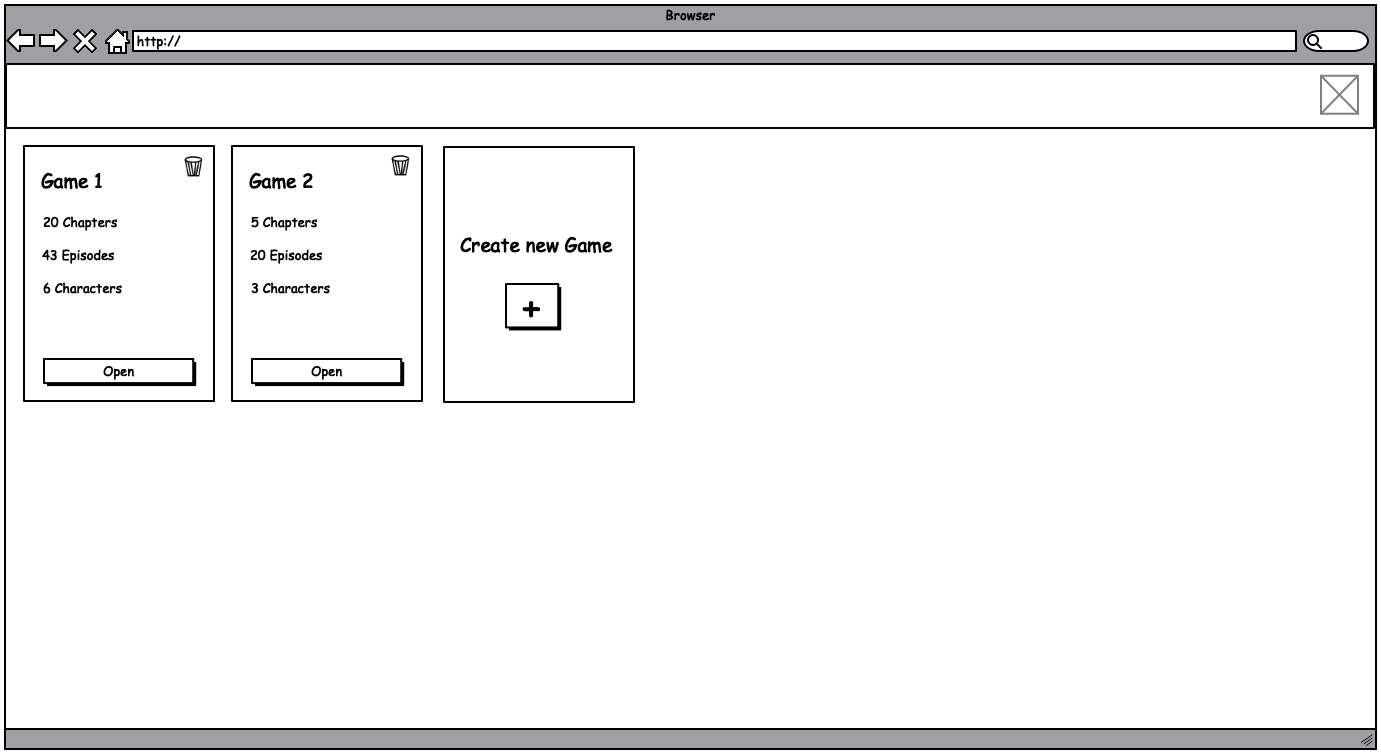 Browser
http://
Game 1
20 Chapters
43 Episodes
6 Characters
Open
Game 2
5 Chapters
20 Episodes
3 Characters
Open
Create new Game
+